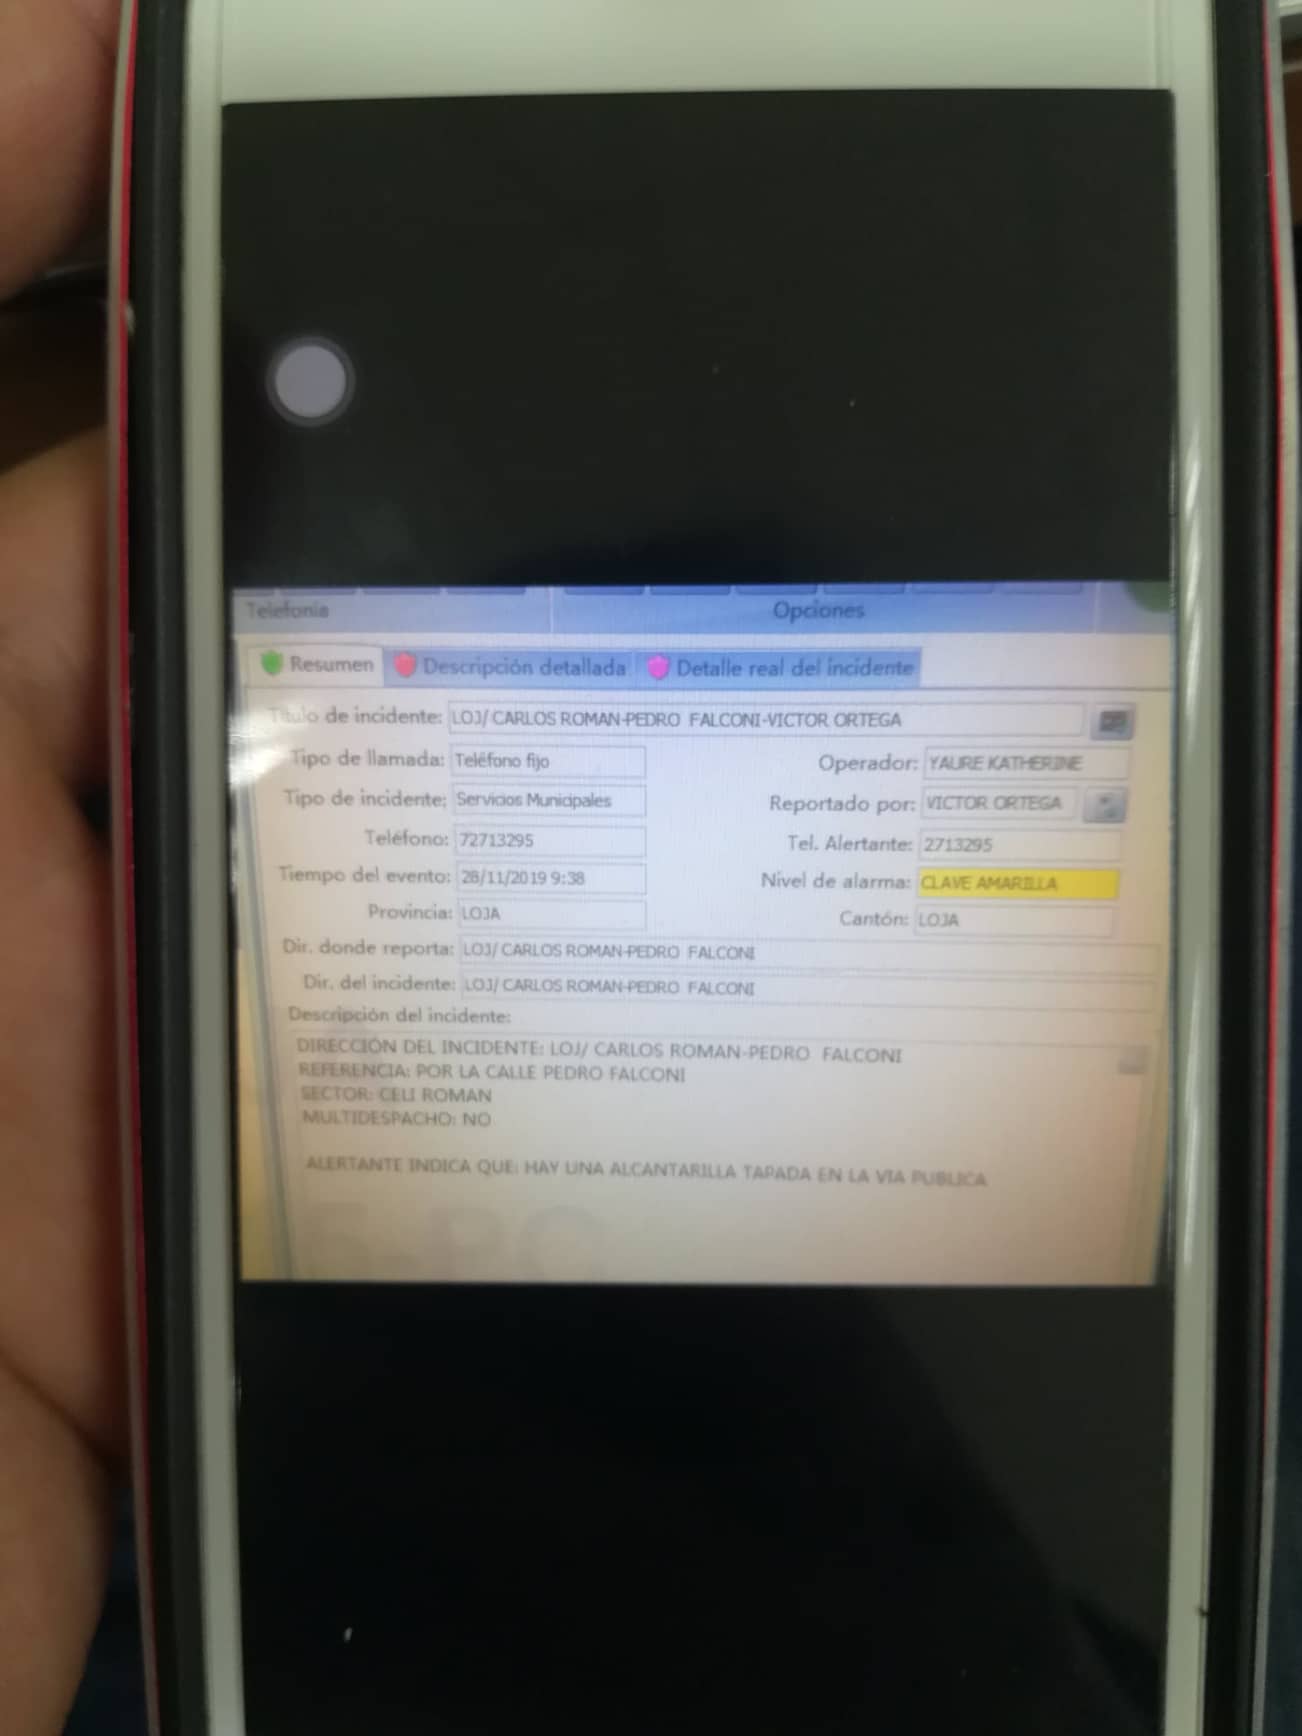 Telefonía
Opciones
Resumen
Descripción detallada
Detalle real del incidente
Título de incidente: LOJ/ CARLOS ROMAN-PEDRO FALCONI-VICTOR ORTEGA
Tipo de llamada: Teléfono fijo
Operador: YAURE KATHERINE
Tipo de incidente: Servicios Municipales
Reportado por: VICTOR ORTEGA
Teléfono: 72713295
Tel. Alertante: 2713295
Tiempo del evento: 28/11/2019 9:38
Nivel de alarma: CLAVE AMARILLA
Provincia: LOJA
Cantón: LOJA
Dir. donde reporta: LOJ/ CARLOS ROMAN-PEDRO FALCONI
Dir. del incidente: LOJ/ CARLOS ROMAN-PEDRO FALCONI
Descripción del incidente:
DIRECCIÓN DEL INCIDENTE: LOJ/ CARLOS ROMAN-PEDRO FALCONI
REFERENCIA: POR LA CALLE PEDRO FALCONI
SECTOR: CELI ROMAN
MULTIDESPACHO: NO
ALERTANTE INDICA QUE: HAY UNA ALCANTARILLA TAPADA EN LA VIA PUBLICA